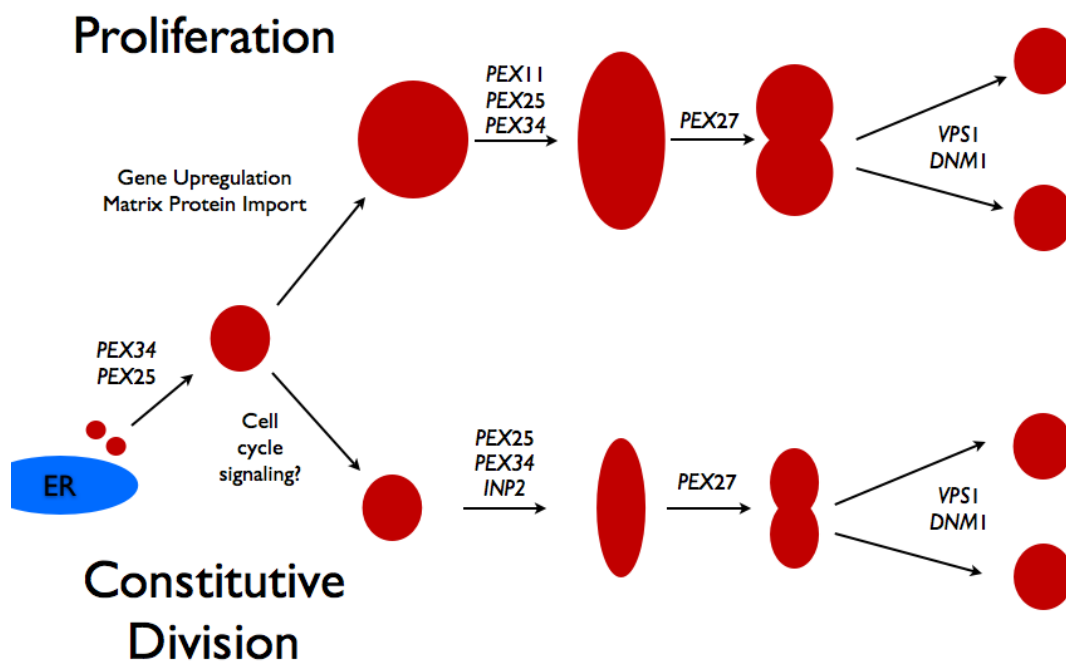 Proliferation
PEX11
PEX25
PEX34
PEX27
VPS1
DNM1
Gene Upregulation
Matrix Protein Import
PEX34
PEX25
ER
Cell
cycle
signaling?
PEX25
PEX34
INP2
PEX27
VPS1
DNM1
Constitutive
Division